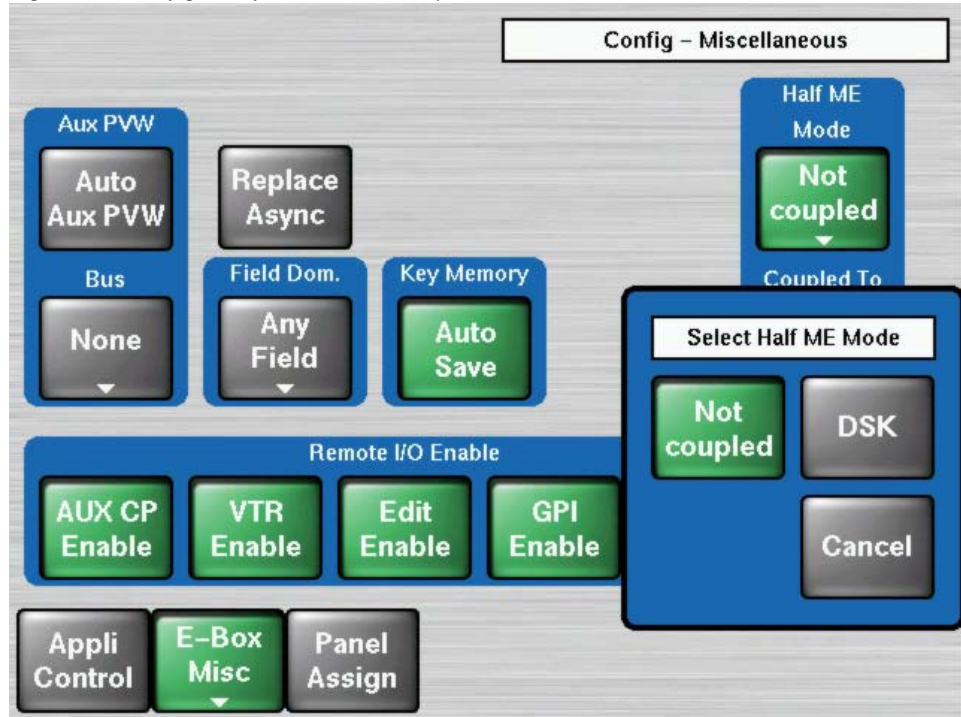 Config – Miscellaneous
Half ME
Mode
Not
coupled
Coupled To
Aux PVW
Auto
Aux PVW
Bus
None
Replace
Async
Field Dom.
Any
Field
Key Memory
Auto
Save
Select Half ME Mode
Not
coupled
DSK
Cancel
Remote I/O Enable
AUX CP
Enable
VTR
Enable
Edit
Enable
GPI
Enable
Appli
Control
E–Box
Misc
Panel
Assign